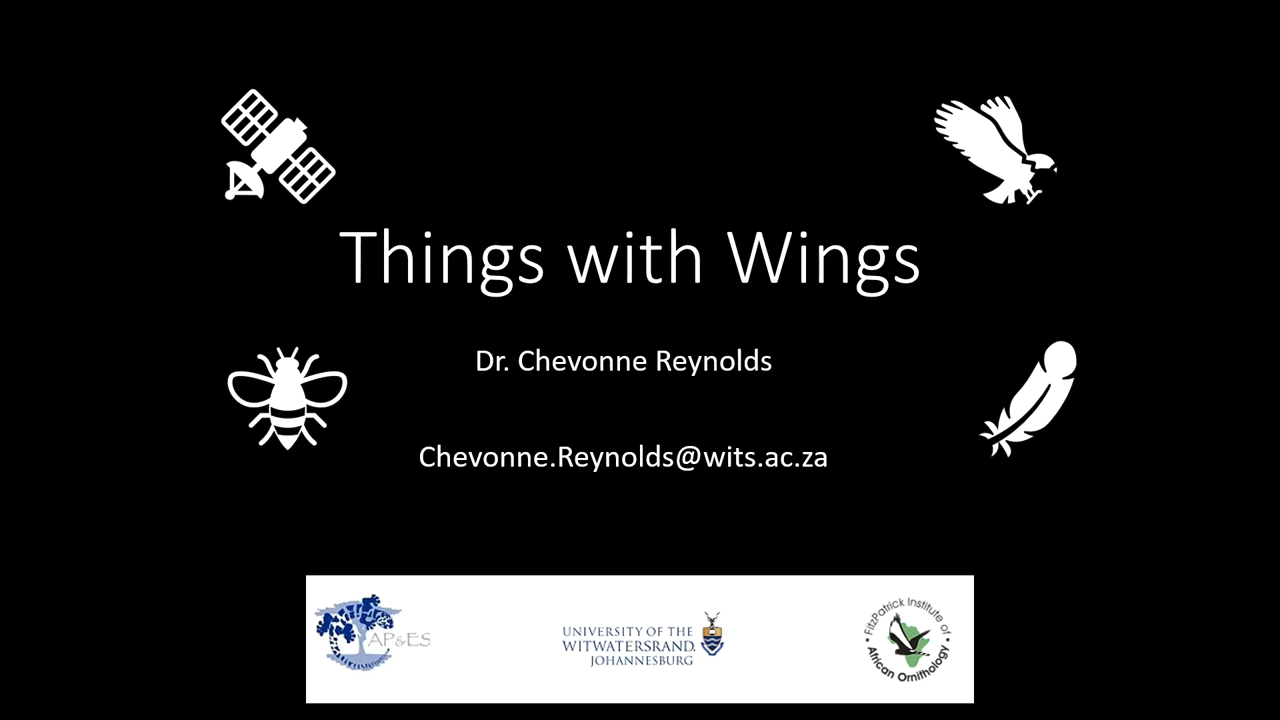 Things with Wings
Dr. Chevonne Reynolds
Chevonne.Reynolds@wits.ac.za
AP&ES
UNIVERSITY OF THE
WITWATERSRAND,
JOHANNESBURG
FitzPatrick Institute of
African Ornithology